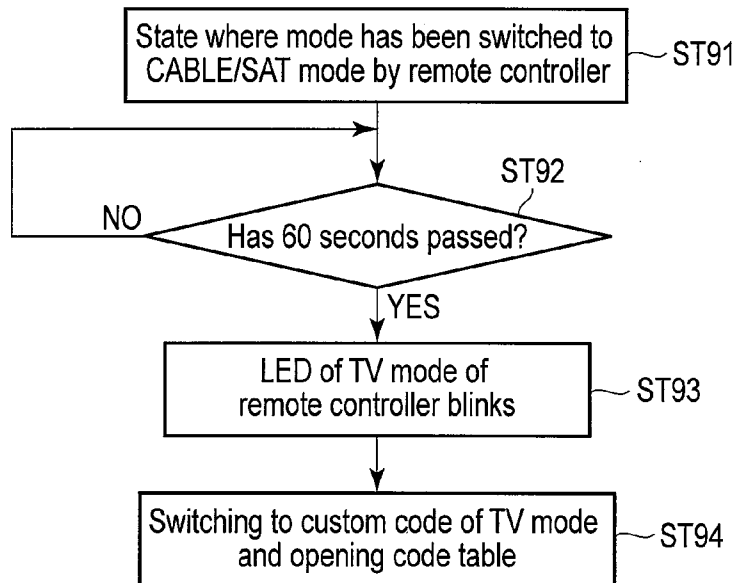 State where mode has been switched to
CABLE/SAT mode by remote controller
ST91
ST92
NO
Has 60 seconds passed?
YES
LED of TV mode of
remote controller blinks
ST93
Switching to custom code of TV mode
and opening code table
ST94